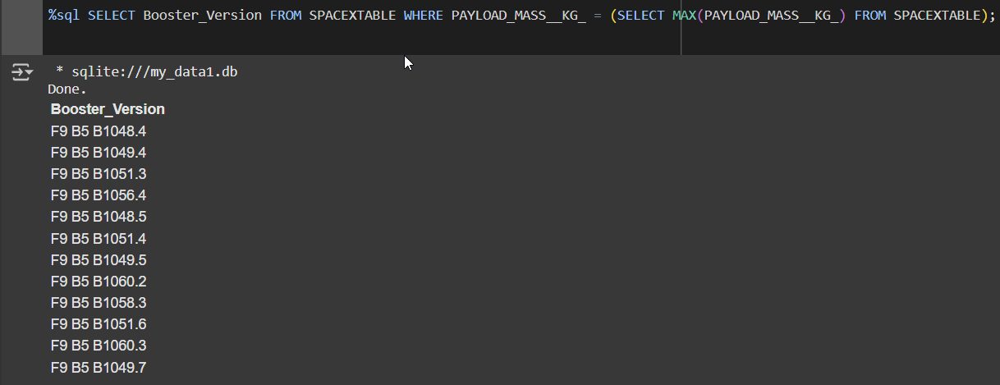 %sql SELECT Booster_Version FROM SPACEXTABLE WHERE PAYLOAD_MASS__KG_ = (SELECT MAX(PAYLOAD_MASS__KG_) FROM SPACEXTABLE);
* sqlite:///my_data1.db
Done.
Booster_Version
F9 B5 B1048.4
F9 B5 B1049.4
F9 B5 B1051.3
F9 B5 B1056.4
F9 B5 B1048.5
F9 B5 B1051.4
F9 B5 B1049.5
F9 B5 B1060.2
F9 B5 B1058.3
F9 B5 B1051.6
F9 B5 B1060.3
F9 B5 B1049.7